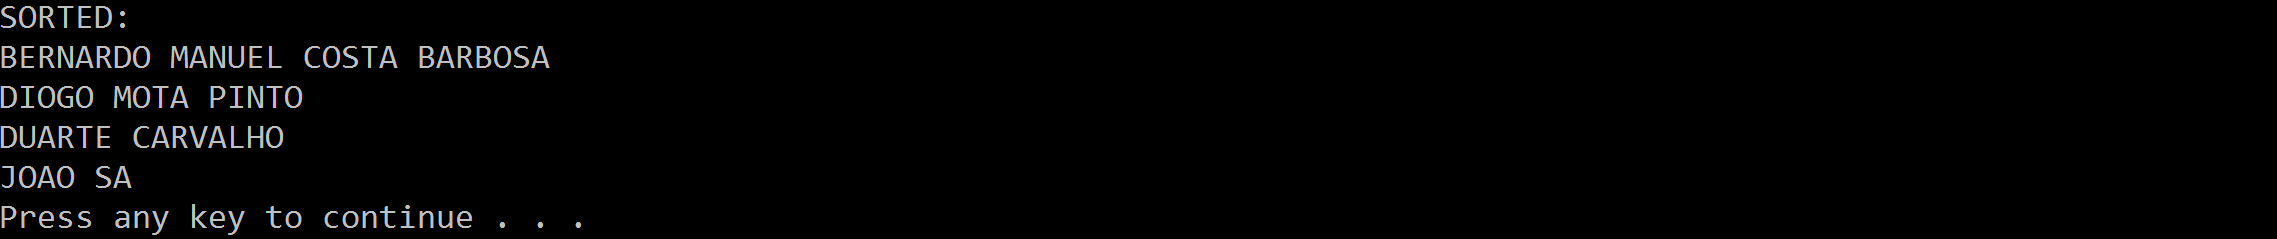 SORTED:
BERNARDO MANUEL COSTA BARBOSA
DIOGO MOTA PINTO
DUARTE CARVALHO
JOAO SA
Press any key to continue . . .